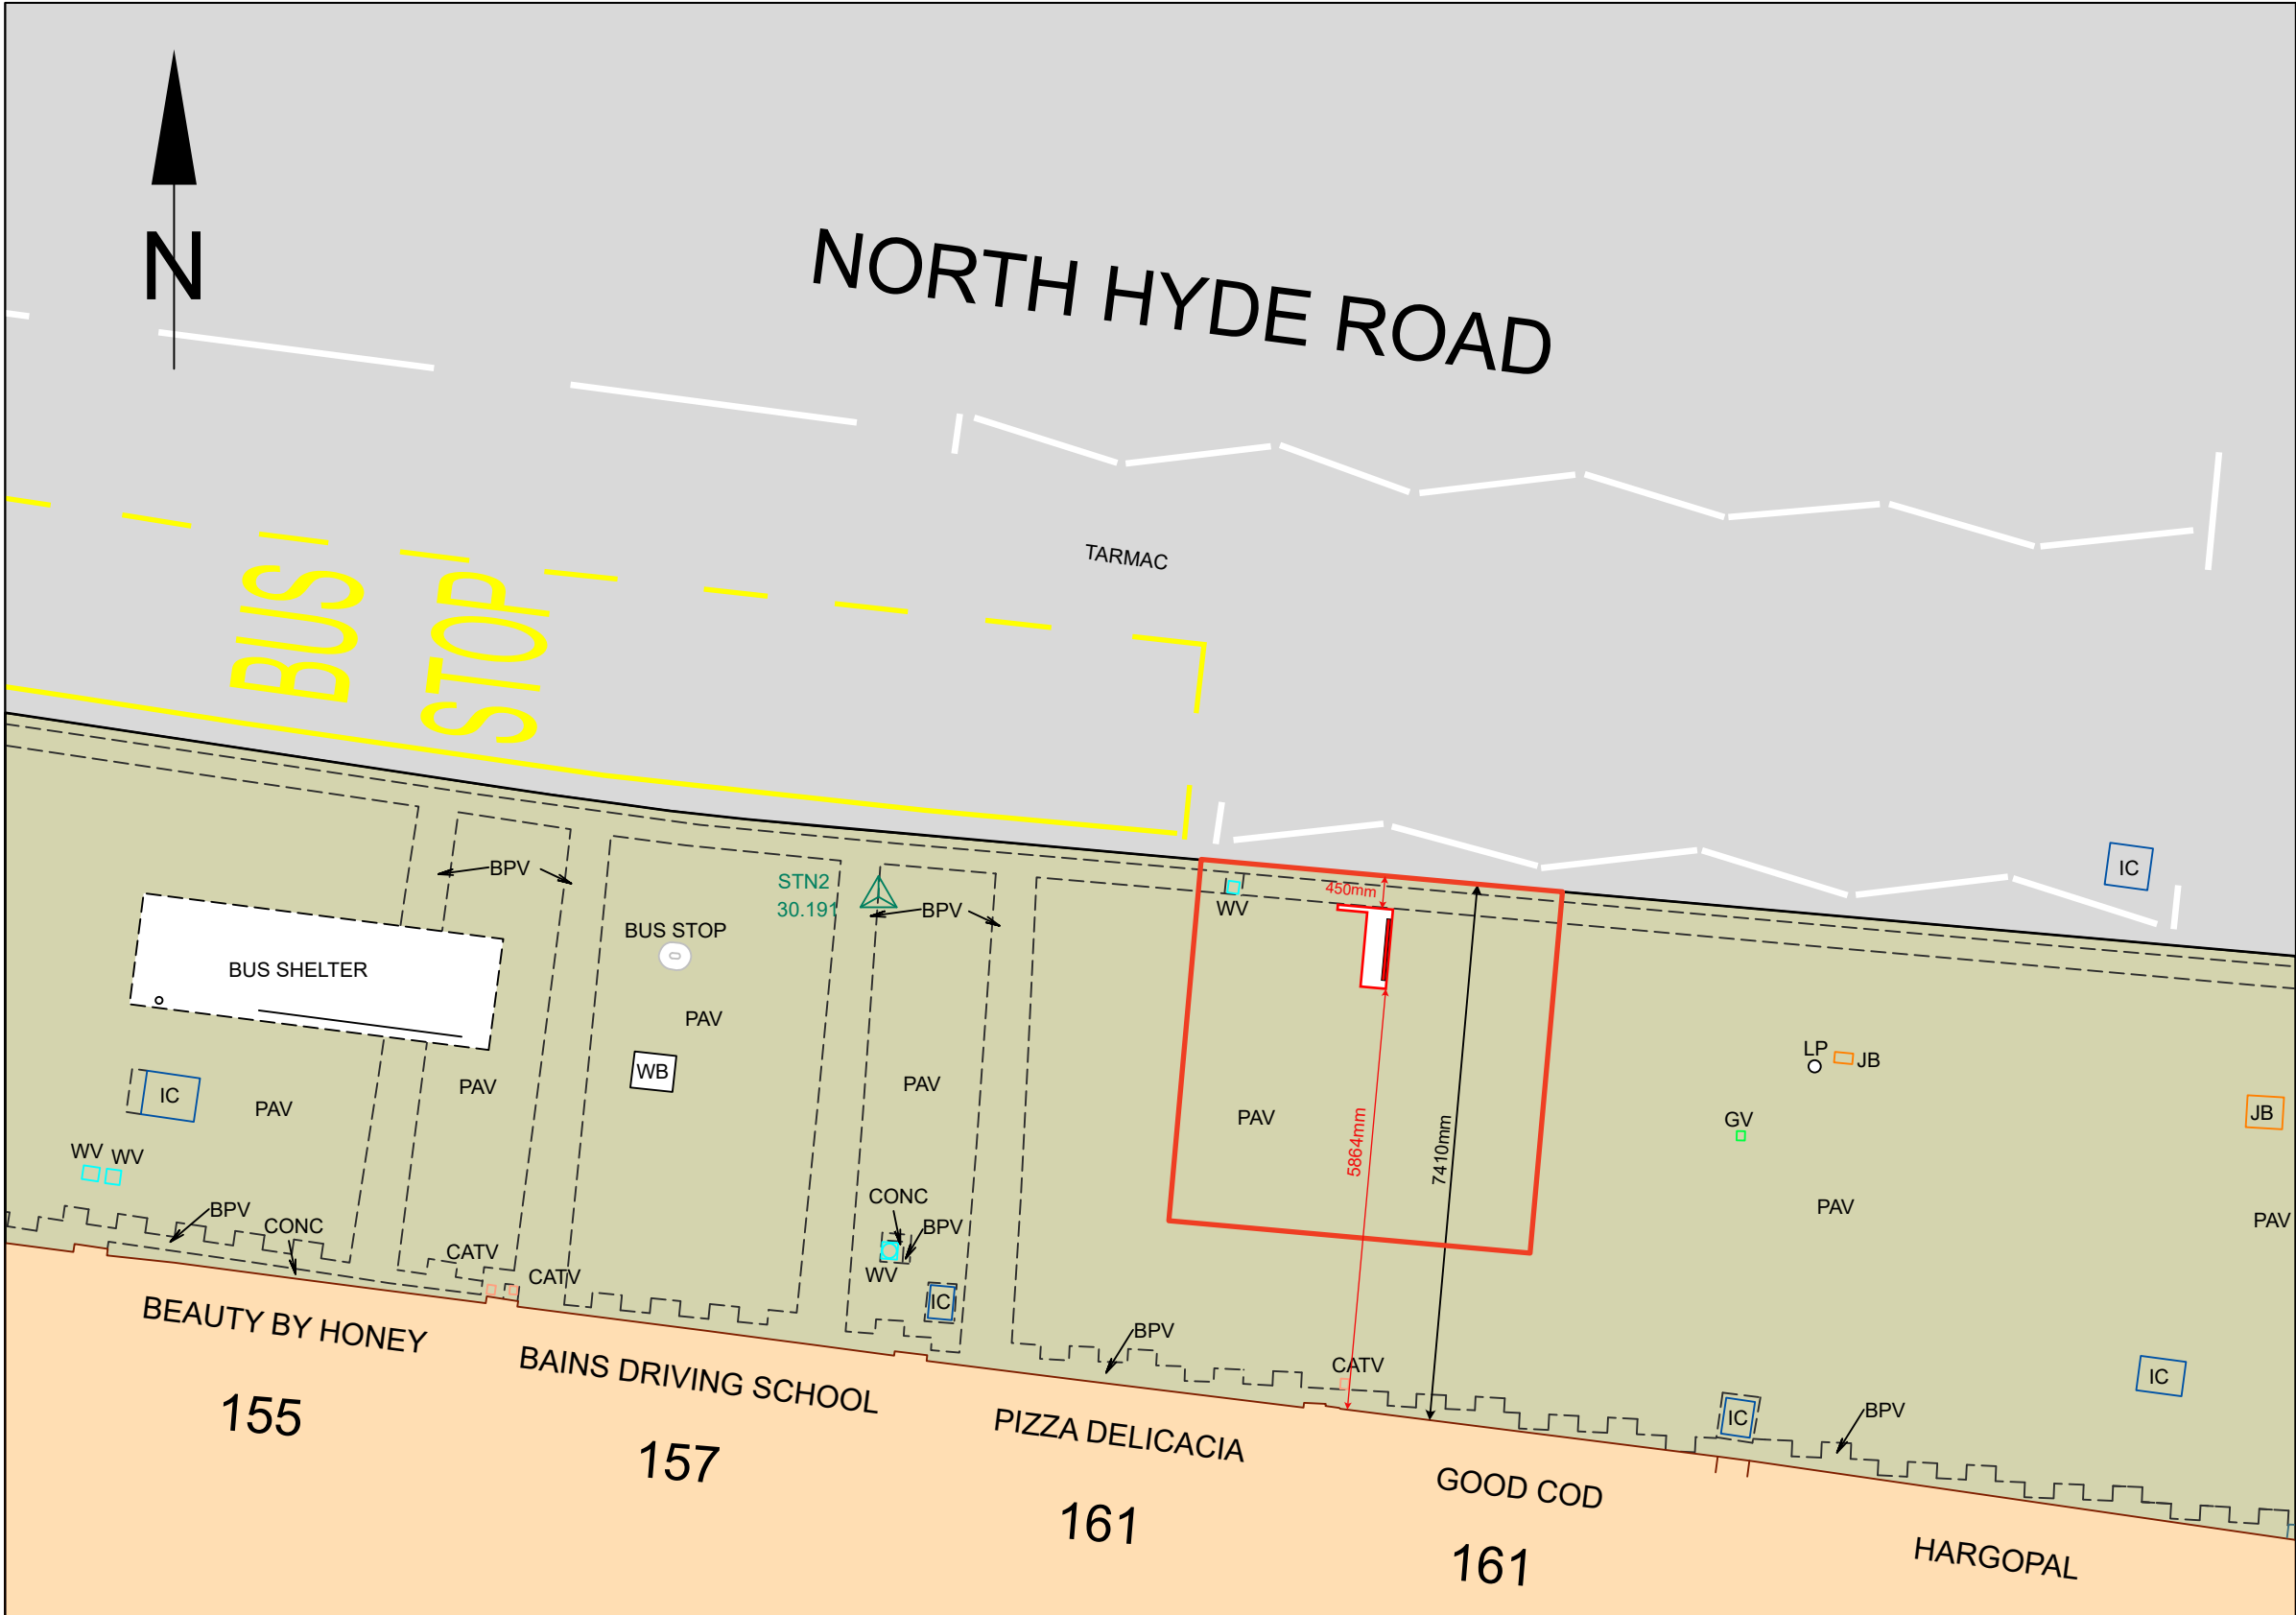 N
NORTH HYDE ROAD
TARMAC
BUS
STOP
BPV
STN2
30.191
BPV
BUS STOP
450mm
WV
IC
BUS SHELTER
PAV
WB
PAV
IC
PAV
PAV
PAV
5864mm
7410mm
LP
JB
GV
JB
WV WV
PAV
PAV
BPV
CONC
CATV
CATV
CONC
BPV
WV
IC
BPV
CATV
IC
IC
BPV
BEAUTY BY HONEY
155
BAINS DRIVING SCHOOL
157
PIZZA DELICACIA
161
GOOD COD
161
HARGOPAL